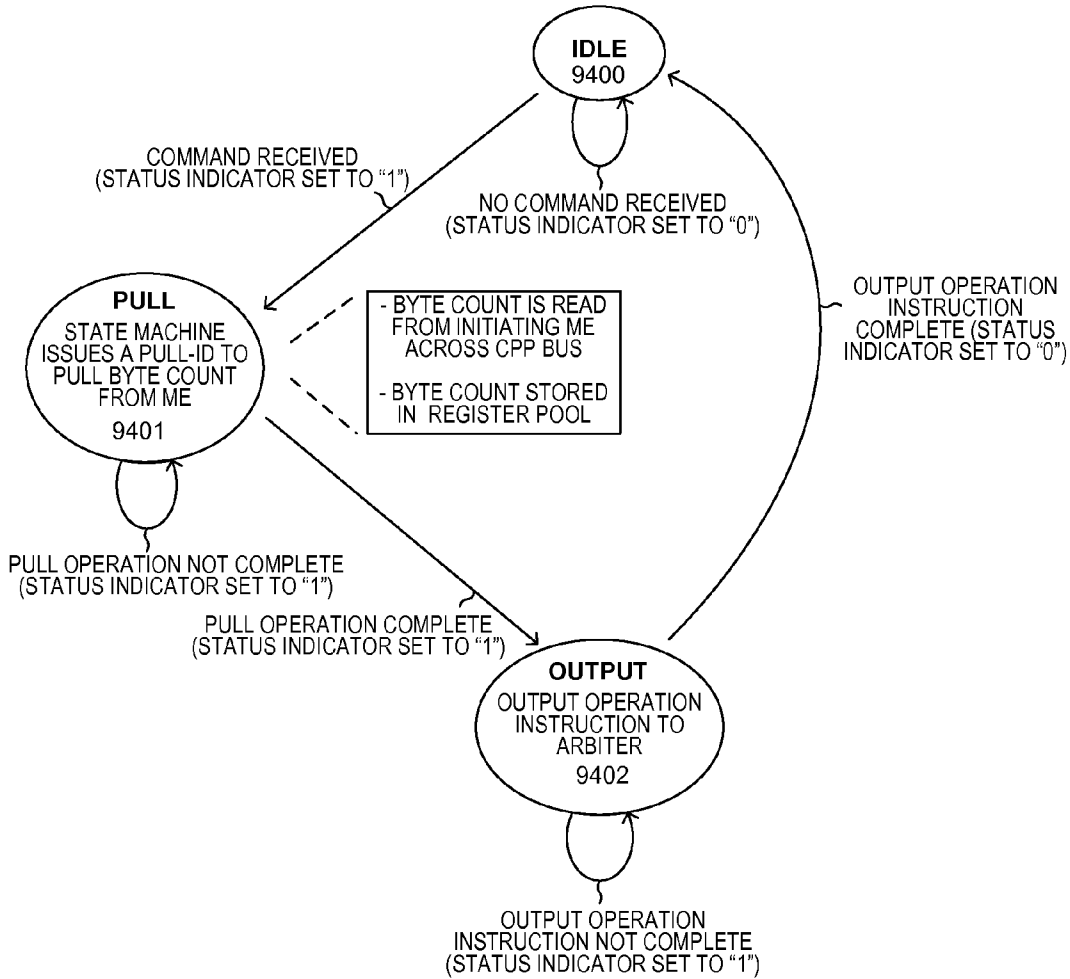 IDLE
9400
COMMAND RECEIVED
(STATUS INDICATOR SET TO “1”)
NO COMMAND RECEIVED
(STATUS INDICATOR SET TO “0”)
OUTPUT OPERATION
INSTRUCTION
COMPLETE (STATUS
INDICATOR SET TO “0”)
PULL
STATE MACHINE
ISSUES A PULL-ID TO
PULL BYTE COUNT
FROM ME
9401
- BYTE COUNT IS READ
FROM INITIATING ME
ACROSS CPP BUS
- BYTE COUNT STORED
IN REGISTER POOL
PULL OPERATION NOT COMPLETE
(STATUS INDICATOR SET TO “1”)
PULL OPERATION COMPLETE
(STATUS INDICATOR SET TO “1”)
OUTPUT
OUTPUT OPERATION
INSTRUCTION TO
ARBITER
9402
OUTPUT OPERATION
INSTRUCTION NOT COMPLETE
(STATUS INDICATOR SET TO “1”)